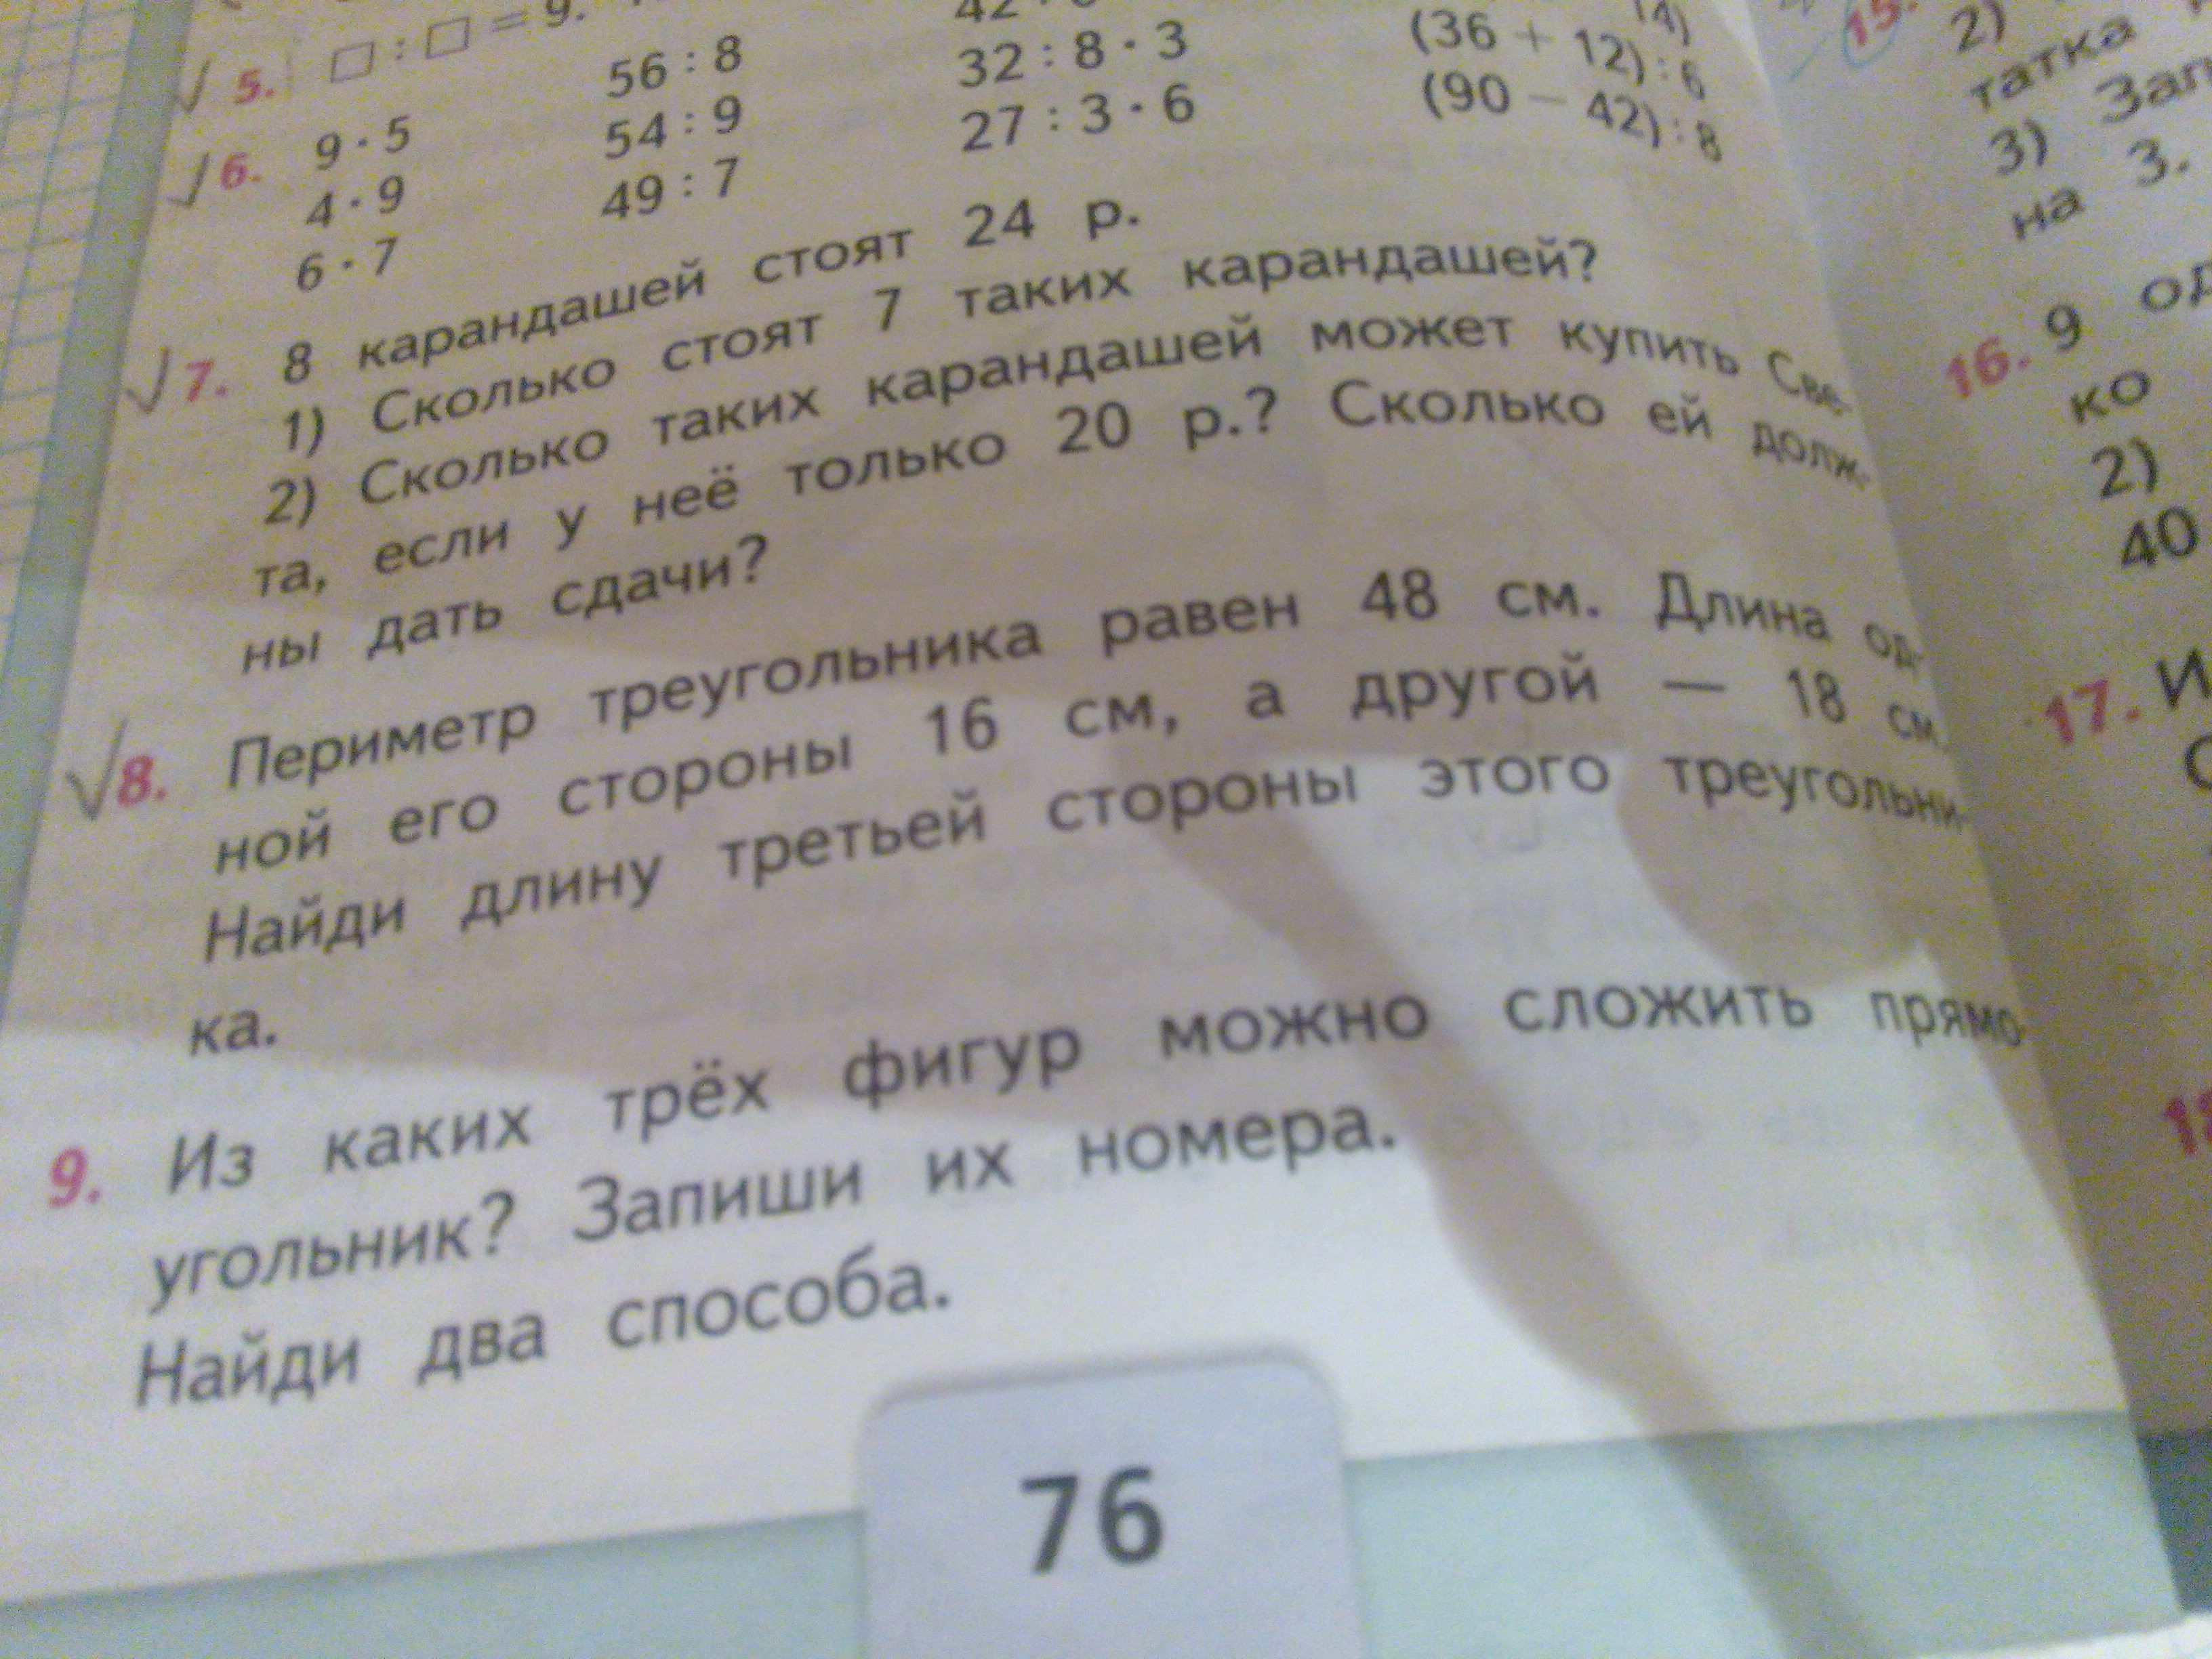 5. □ : □ = 9.
6. 9 · 5 56 : 8 42 (
4 · 9 54 : 9 32 : 8 · 3 (36 + 12) : 6
6 · 7 49 : 7 27 : 3 · 6 (90 − 42) : 8
7. 8 карандашей стоят 24 р.
1) Сколько стоят 7 таких карандашей?
2) Сколько таких карандашей может купить Све-
та, если у неё только 20 р.? Сколько ей долж-
ны дать сдачи?
8. Периметр треугольника равен 48 см. Длина од-
ной его стороны 16 см, а другой — 18 см.
Найди длину третьей стороны этого треугольни-
ка.
9. Из каких трёх фигур можно сложить прямо-
угольник? Запиши их номера.
Найди два способа.
76
15.
2)
татка
3)
на 3.
16. 9
ко
2)
40
17.